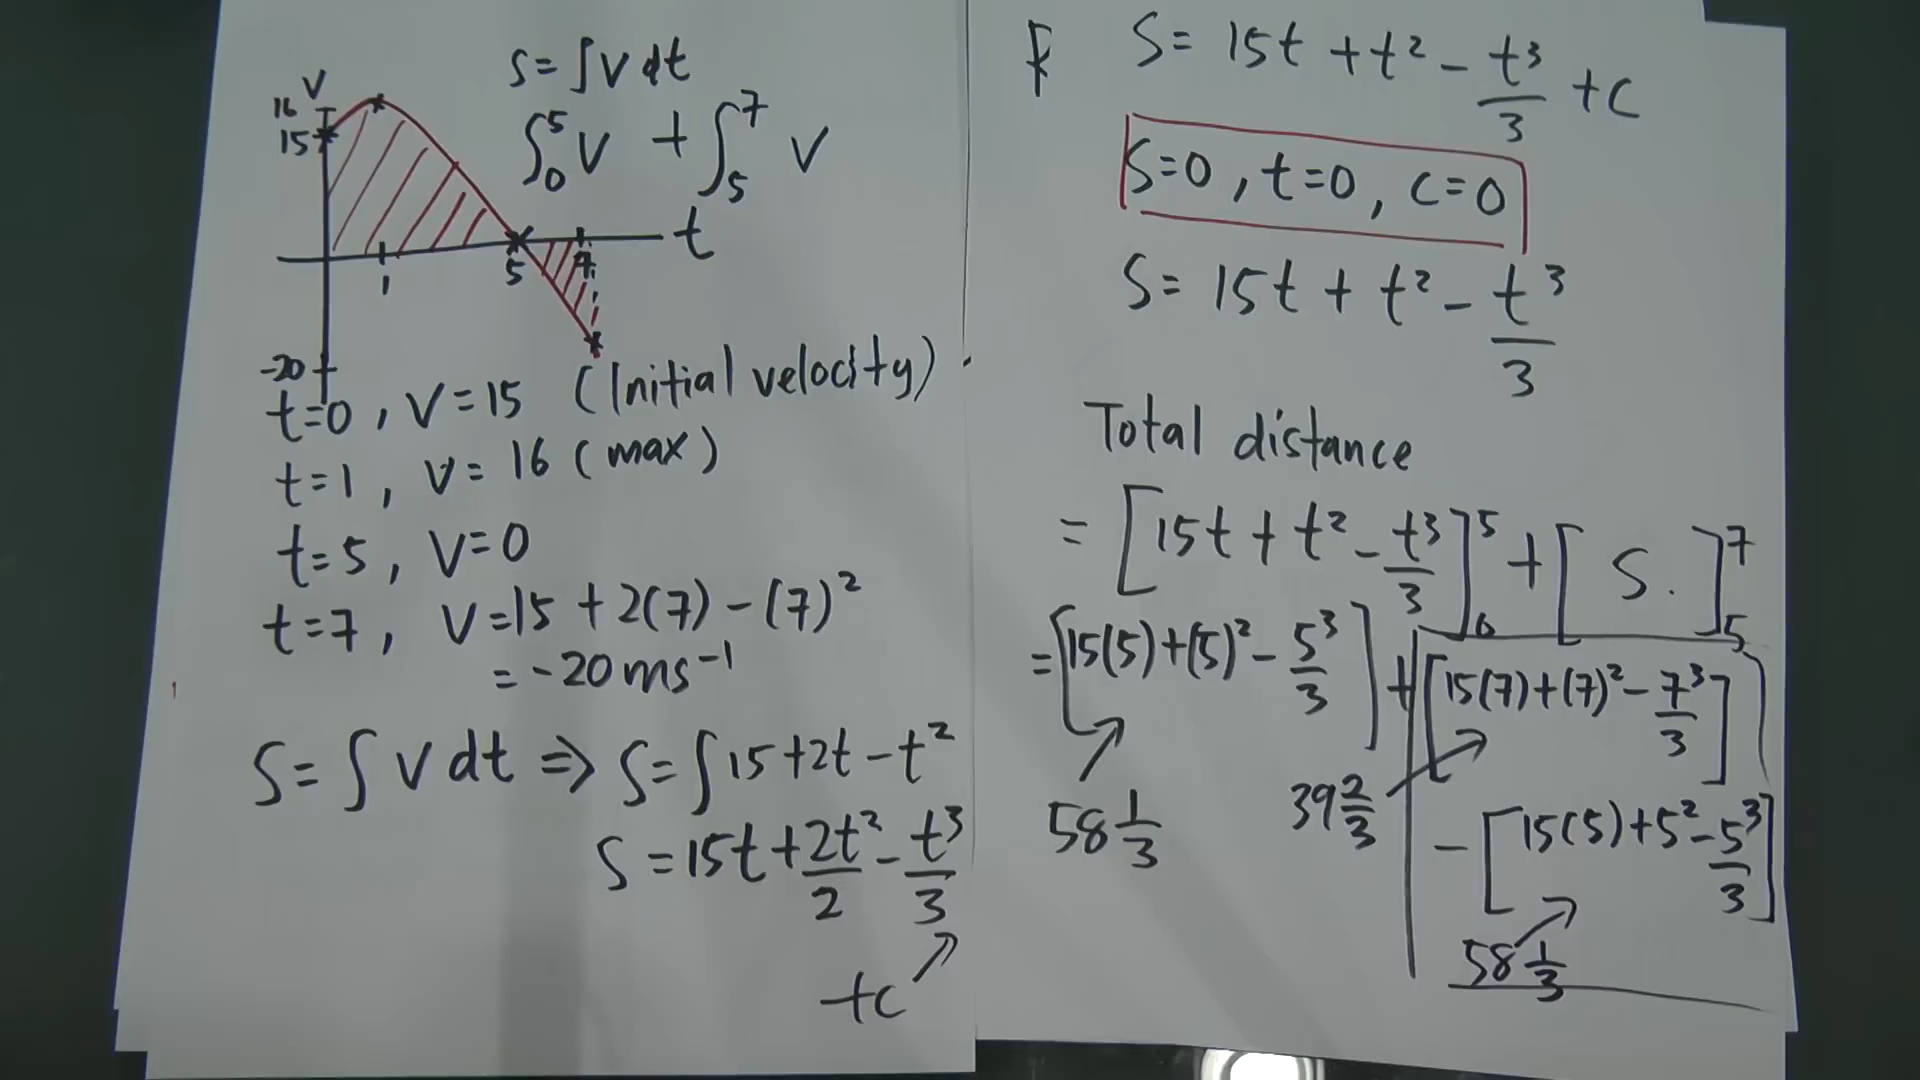 V
16
15
S = ∫V dt
∫₀⁵ V + ∫₅⁷ V
t
1
5
7
-20
t=0, V=15 (Initial velocity)
t=1, V=16 (max)
t=5, V=0
t=7, V=15 + 2(7) - (7)²
= -20 ms⁻¹
S = ∫ V dt ⇒ S = ∫ 15 + 2t - t²
S = 15t + 2t²/2 - t³/3
+c
S = 15t + t² - t³/3 + c
S=0, t=0, c=0
S = 15t + t² - t³/3
Total distance
= [15t + t² - t³/3]₀⁵ + [S.]₅⁷
= [15(5) + (5)² - 5³/3] + | [15(7) + (7)² - 7³/3]
58 1/3
39 2/3
- [15(5) + 5² - 5³/3]
58 1/3